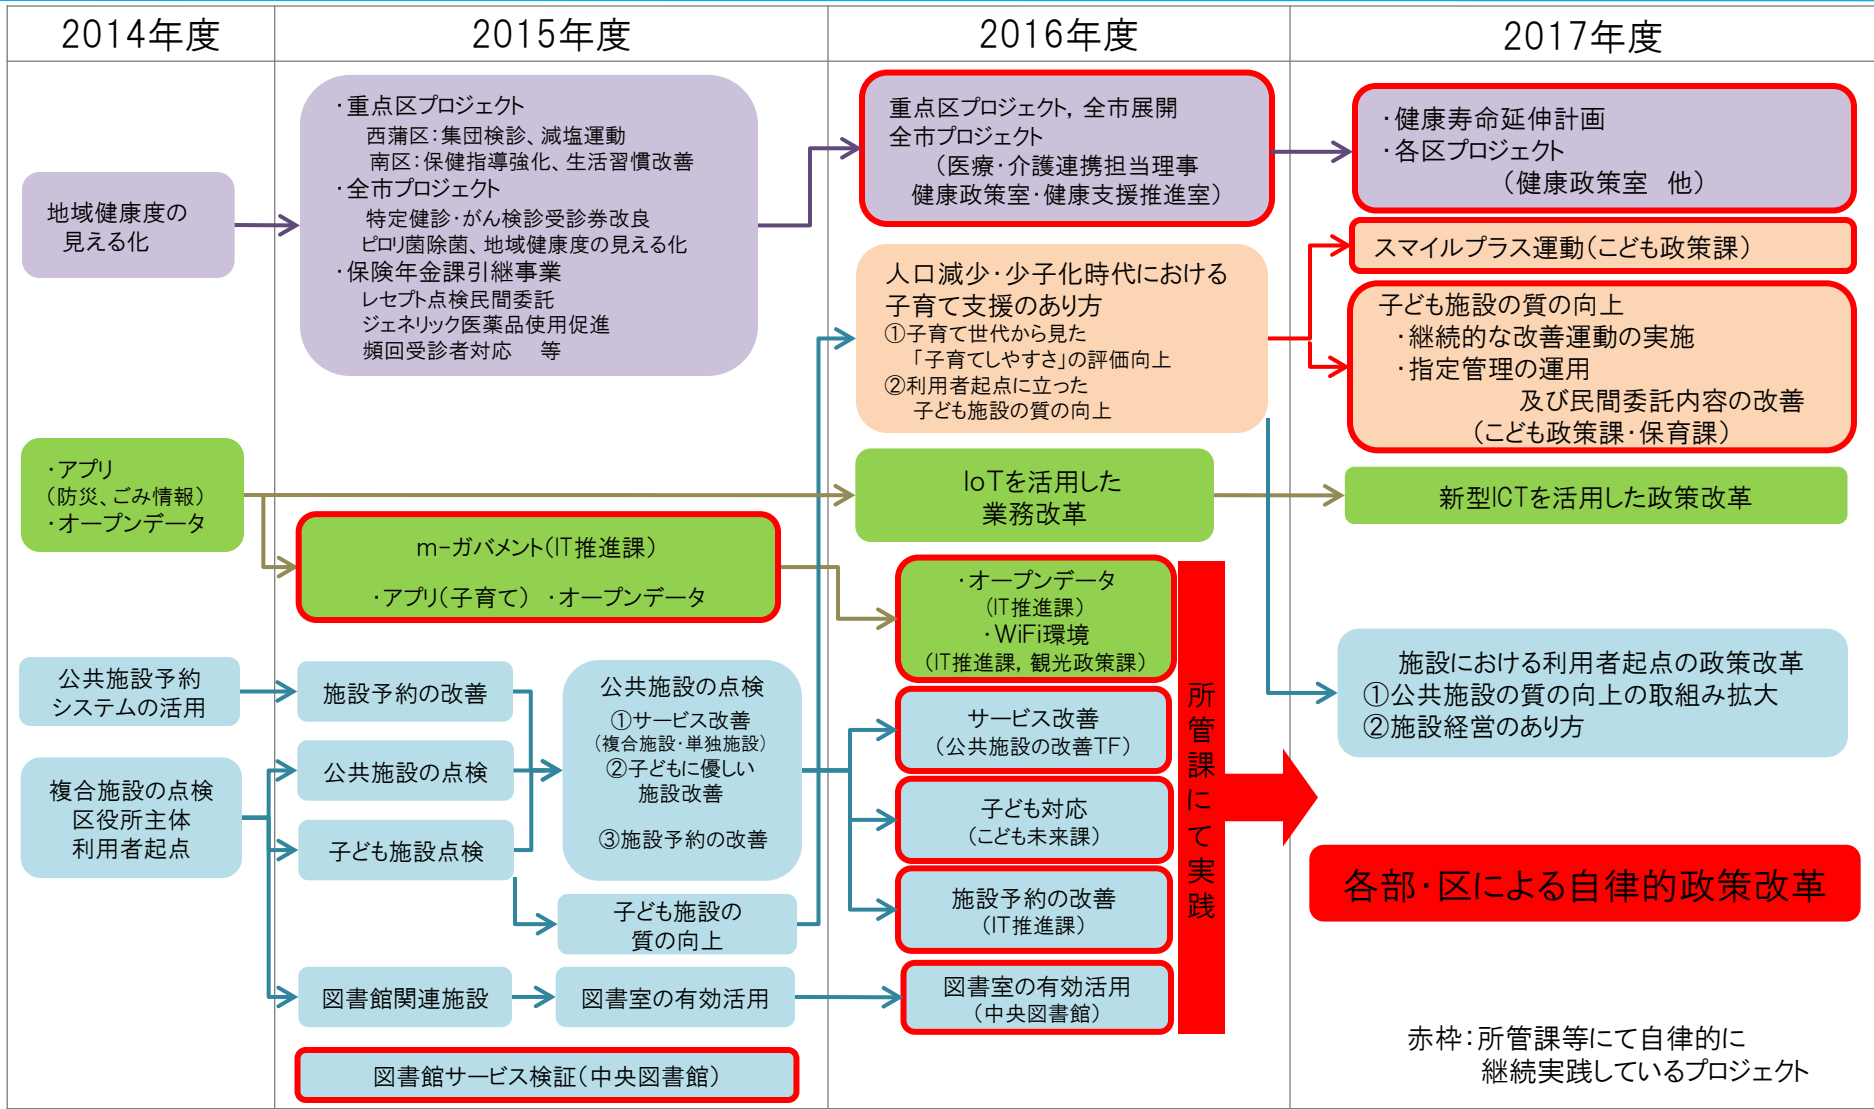 2014年度
2015年度
2016年度
2017年度
地域健康度の
見える化
・アプリ
（防災、ごみ情報）
・オープンデータ
公共施設予約
システムの活用
複合施設の点検
区役所主体
利用者起点
・重点区プロジェクト
西蒲区：集団検診、減塩運動
南区：保健指導強化、生活習慣改善
・全市プロジェクト
特定健診・がん検診受診券改良
ピロリ菌除菌、地域健康度の見える化
・保険年金課引継事業
レセプト点検民間委託
ジェネリック医薬品使用促進
頻回受診者対応　等
m-ガバメント（IT推進課）
・アプリ（子育て）　・オープンデータ
施設予約の改善
公共施設の点検
子ども施設点検
図書館関連施設
公共施設の点検
①サービス改善
（複合施設・単独施設）
②子どもに優しい
施設改善
③施設予約の改善
子ども施設の
質の向上
図書室の有効活用
図書館サービス検証（中央図書館）
重点区プロジェクト，全市展開
全市プロジェクト
（医療・介護連携担当理事
健康政策室・健康支援推進室）
人口減少・少子化時代における
子育て支援のあり方
①子育て世代から見た
「子育てしやすさ」の評価向上
②利用者起点に立った
子ども施設の質の向上
IoTを活用した
業務改革
・オープンデータ
（IT推進課）
・WiFi環境
（IT推進課，観光政策課）
サービス改善
（公共施設の改善TF）
子ども対応
（こども未来課）
施設予約の改善
（IT推進課）
図書室の有効活用
（中央図書館）
所管課にて実践
・健康寿命延伸計画
・各区プロジェクト
（健康政策室　他）
スマイルプラス運動（こども政策課）
子ども施設の質の向上
・継続的な改善運動の実施
・指定管理の運用
及び民間委託内容の改善
（こども政策課・保育課）
新型ICTを活用した政策改革
施設における利用者起点の政策改革
①公共施設の質の向上の取組み拡大
②施設経営のあり方
各部・区による自律的政策改革
赤枠：所管課等にて自律的に
継続実践しているプロジェクト